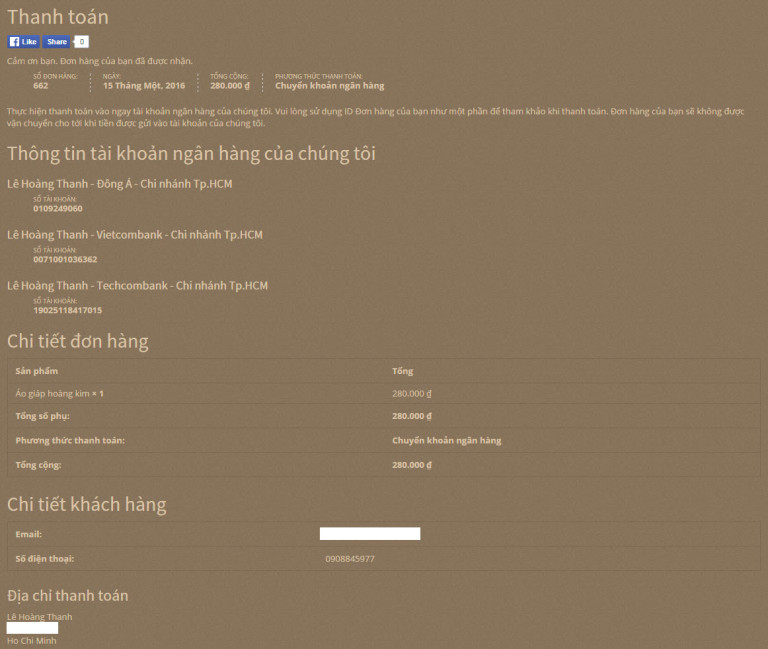 Thanh toán
Like Share 0
Cảm ơn bạn. Đơn hàng của bạn đã được nhận.
SỐ ĐƠN HÀNG: NGÀY: TỔNG CỘNG: PHƯƠNG THỨC THANH TOÁN:
662 15 Tháng Một, 2016 280.000 ₫ Chuyển khoản ngân hàng
Thực hiện thanh toán vào ngay tài khoản ngân hàng của chúng tôi. Vui lòng sử dụng ID Đơn hàng của bạn như một phần để tham khảo khi thanh toán. Đơn hàng của bạn sẽ không được
vận chuyển cho tới khi tiền được gửi vào tài khoản của chúng tôi.
Thông tin tài khoản ngân hàng của chúng tôi
Lê Hoàng Thanh - Đông Á - Chi nhánh Tp.HCM
SỐ TÀI KHOẢN:
0109249060
Lê Hoàng Thanh - Vietcombank - Chi nhánh Tp.HCM
SỐ TÀI KHOẢN:
0071001036362
Lê Hoàng Thanh - Techcombank - Chi nhánh Tp.HCM
SỐ TÀI KHOẢN:
19025118417015
Chi tiết đơn hàng
Sản phẩm Tổng
Áo giáp hoàng kim × 1 280.000 ₫
Tổng số phụ: 280.000 ₫
Phương thức thanh toán: Chuyển khoản ngân hàng
Tổng cộng: 280.000 ₫
Chi tiết khách hàng
Email:
Số điện thoại: 0908845977
Địa chỉ thanh toán
Lê Hoàng Thanh
Ho Chi Minh